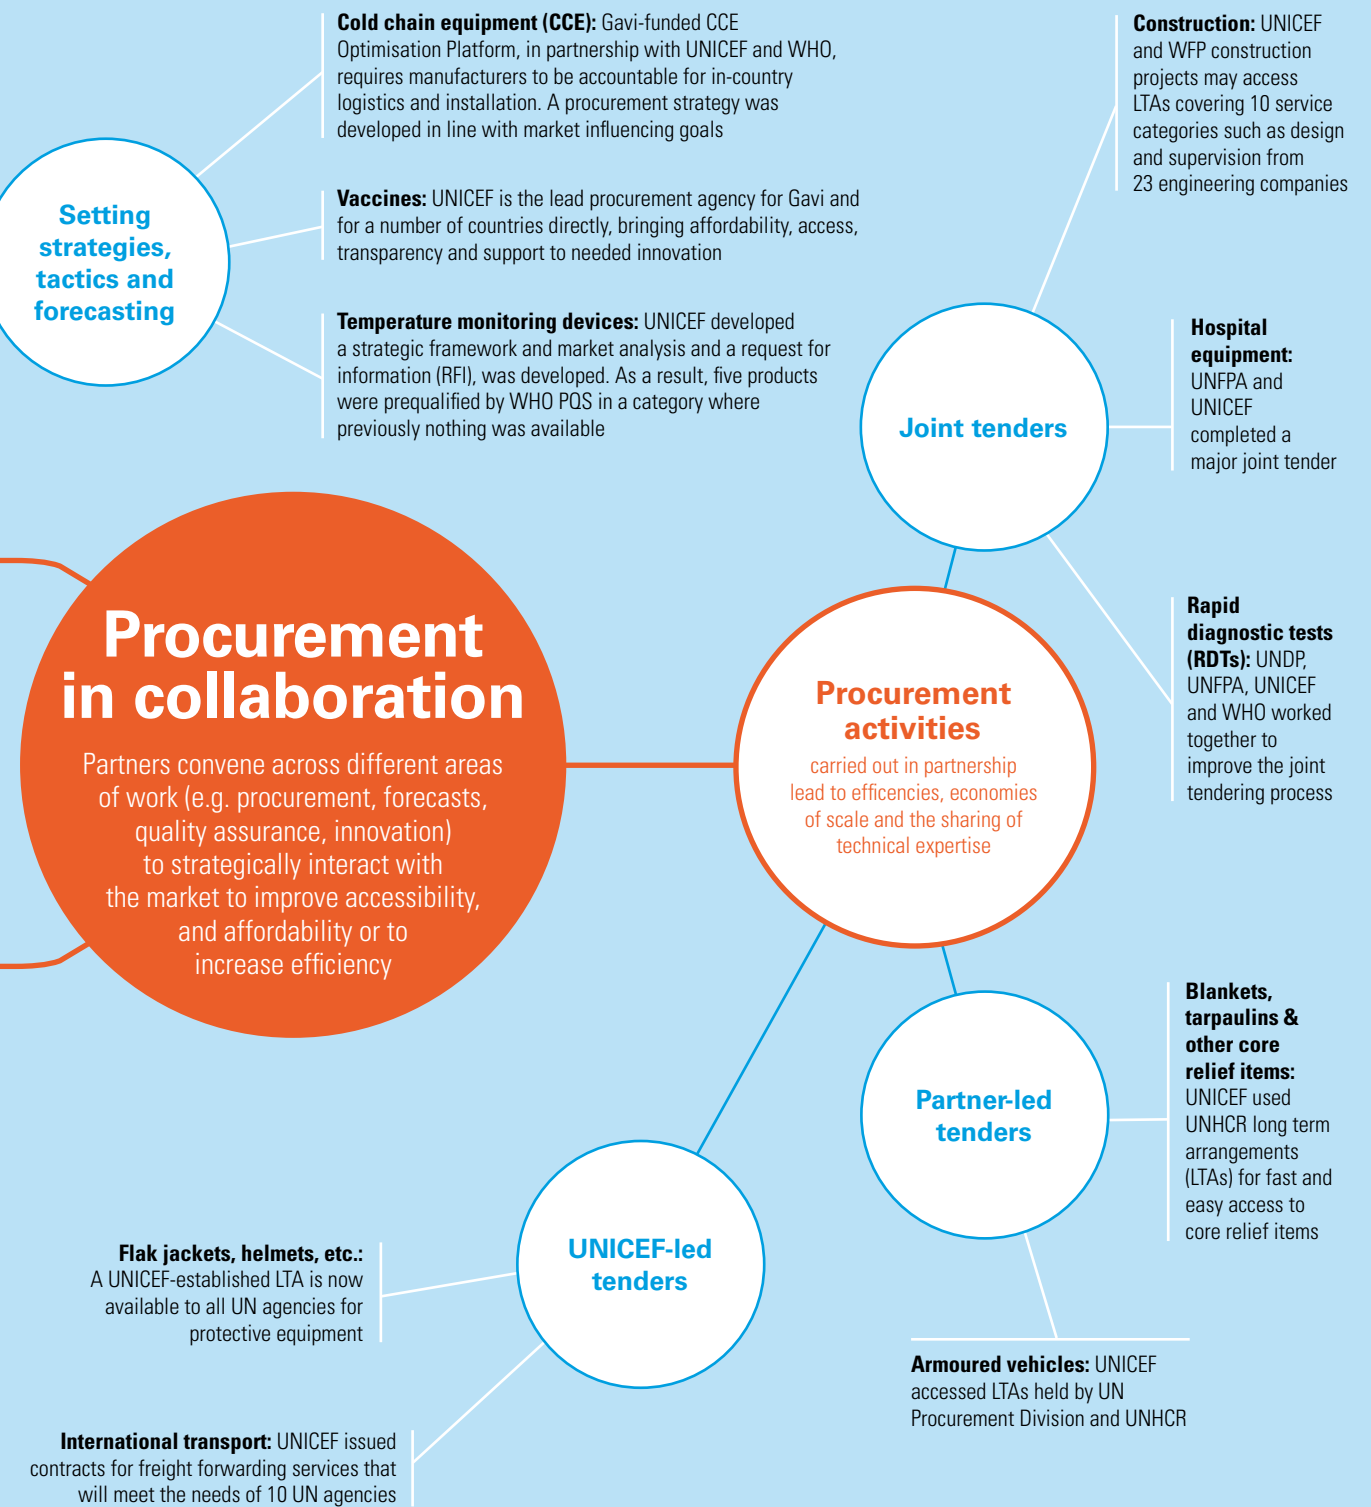 Cold chain equipment (CCE): Gavi-funded CCE
Optimisation Platform, in partnership with UNICEF and WHO,
requires manufacturers to be accountable for in-country
logistics and installation. A procurement strategy was
developed in line with market influencing goals
Construction: UNICEF
and WFP construction
projects may access
LTAs covering 10 service
categories such as design
and supervision from
23 engineering companies
Setting
strategies,
tactics and
forecasting
Vaccines: UNICEF is the lead procurement agency for Gavi and
for a number of countries directly, bringing affordability, access,
transparency and support to needed innovation
Temperature monitoring devices: UNICEF developed
a strategic framework and market analysis and a request for
information (RFI), was developed. As a result, five products
were prequalified by WHO PQS in a category where
previously nothing was available
Joint tenders
Hospital
equipment:
UNFPA and
UNICEF
completed a
major joint tender
Rapid
diagnostic tests
(RDTs): UNDP,
UNFPA, UNICEF
and WHO worked
together to
improve the joint
tendering process
Procurement
in collaboration
Partners convene across different areas
of work (e.g. procurement, forecasts,
quality assurance, innovation)
to strategically interact with
the market to improve accessibility,
and affordability or to
increase efficiency
Procurement
activities
carried out in partnership
lead to efficencies, economies
of scale and the sharing of
technical expertise
Blankets,
tarpaulins &
other core
relief items:
UNICEF used
UNHCR long term
arrangements
(LTAs) for fast and
easy access to
core relief items
Partner-led
tenders
UNICEF-led
tenders
Flak jackets, helmets, etc.:
A UNICEF-established LTA is now
available to all UN agencies for
protective equipment
Armoured vehicles: UNICEF
accessed LTAs held by UN
Procurement Division and UNHCR
International transport: UNICEF issued
contracts for freight forwarding services that
will meet the needs of 10 UN agencies